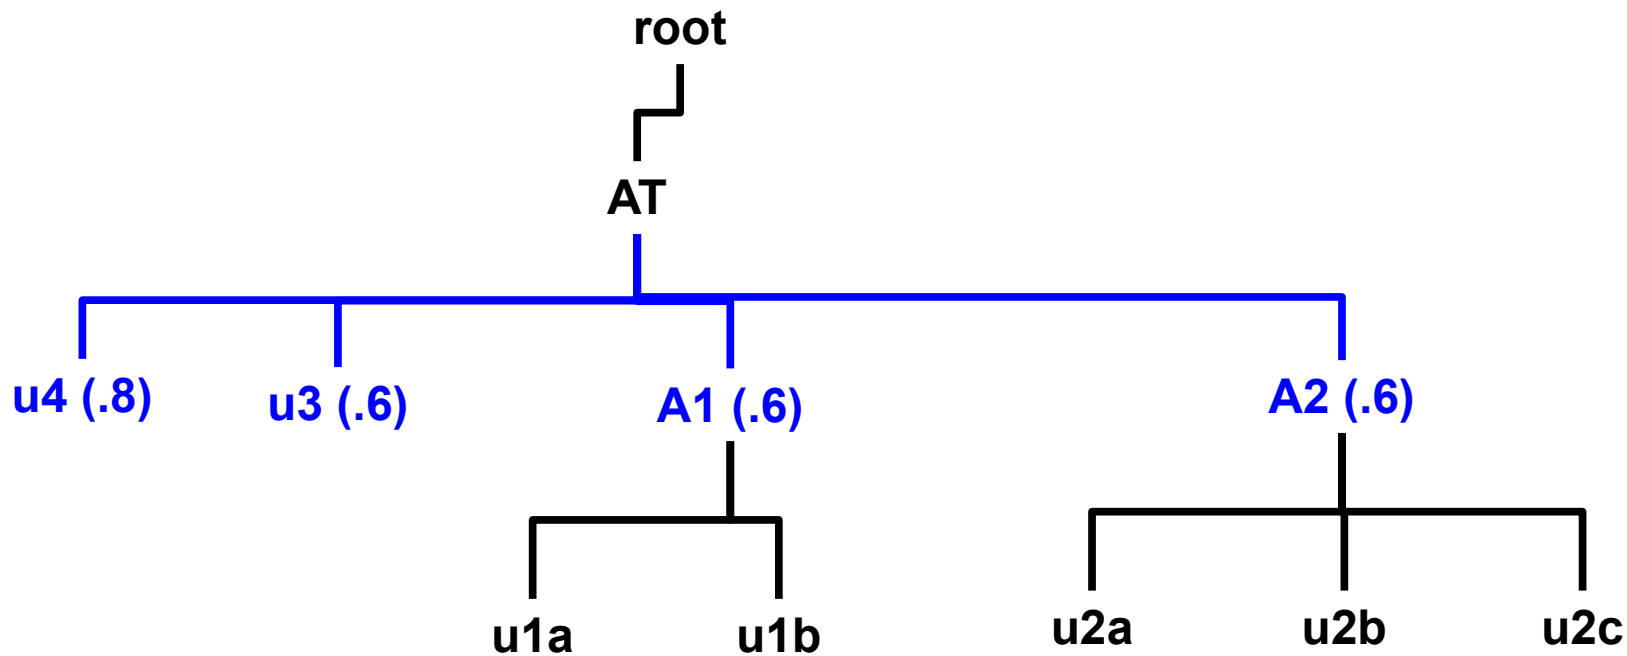 root
AT
u4 (.8)
u3 (.6)
A1 (.6)
A2 (.6)
u1a
u1b
u2a
u2b
u2c